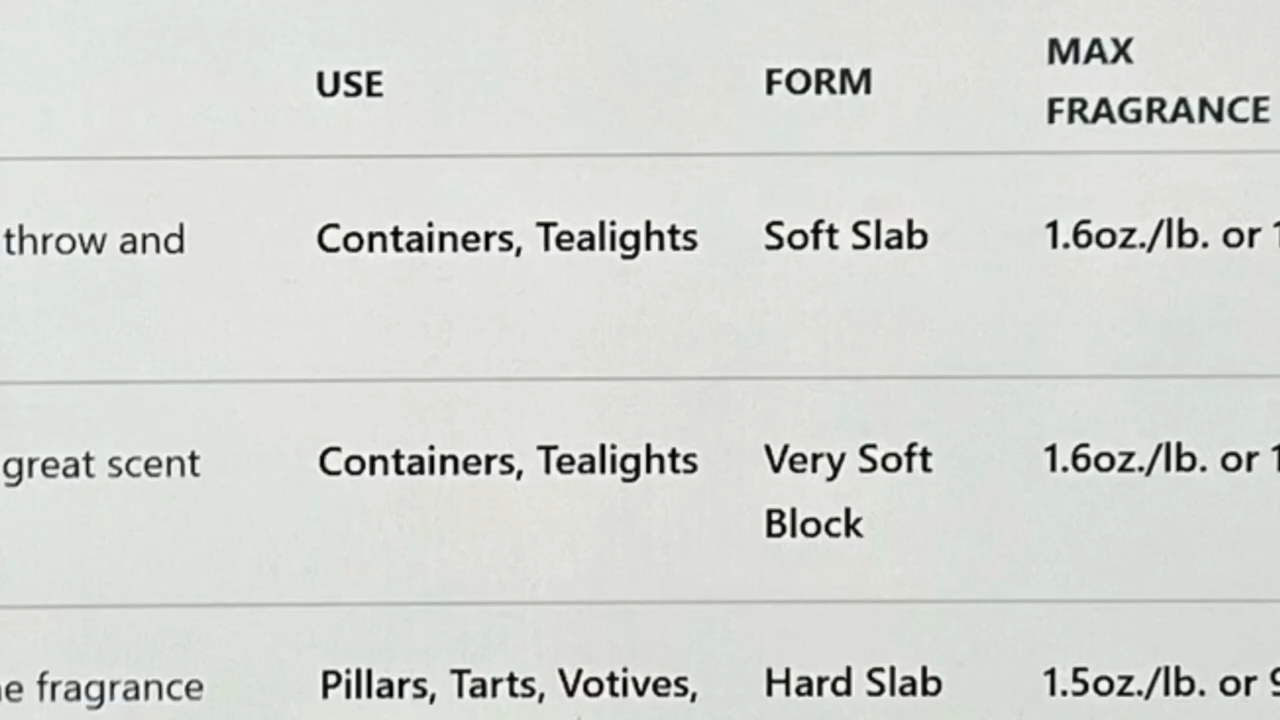 USE FORM MAX
FRAGRANCE
throw and Containers, Tealights Soft Slab 1.6oz./lb. or
great scent Containers, Tealights Very Soft 1.6oz./lb. or
Block
fragrance Pillars, Tarts, Votives, Hard Slab 1.5oz./lb. or